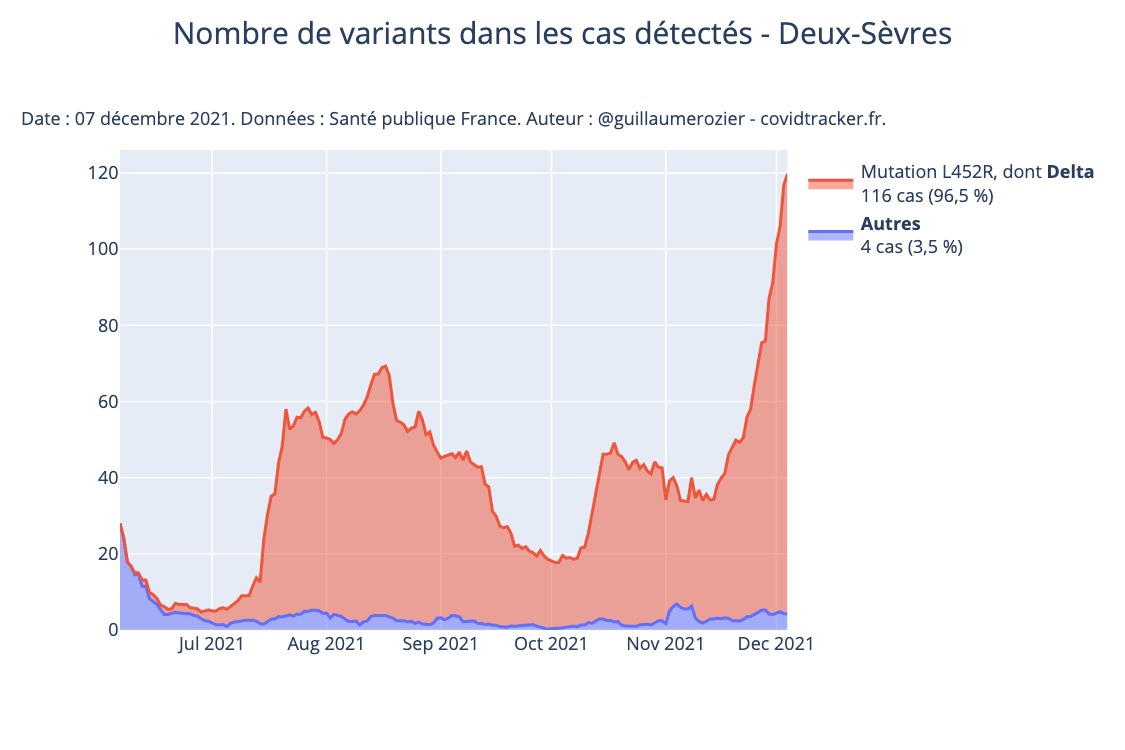 Nombre de variants dans les cas détectés - Deux-Sèvres
Date : 07 décembre 2021. Données : Santé publique France. Auteur : @guillaumerozier - covidtracker.fr.
120
100
80
60
40
20
0
Jul 2021
Aug 2021
Sep 2021
Oct 2021
Nov 2021
Dec 2021
Mutation L452R, dont Delta
116 cas (96,5 %)
Autres
4 cas (3,5 %)